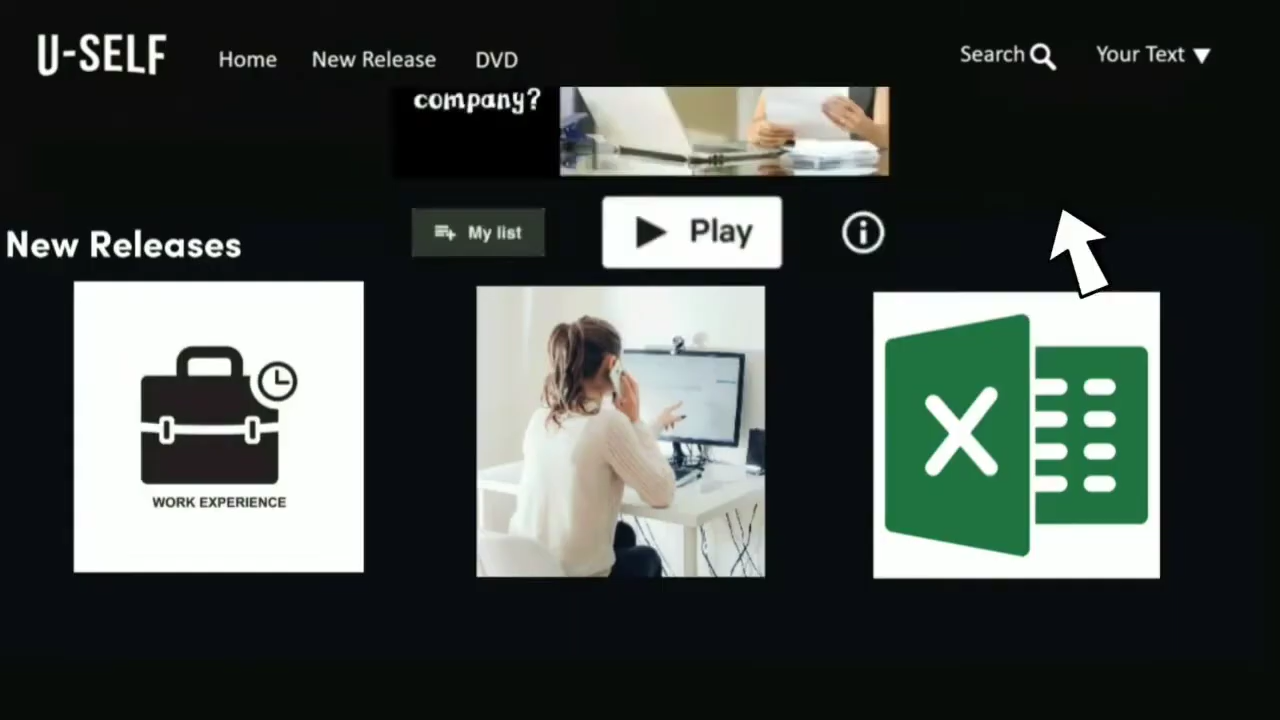 U-SELF
Home New Release DVD
Search Your Text
company?
My list
Play
New Releases
WORK EXPERIENCE
X